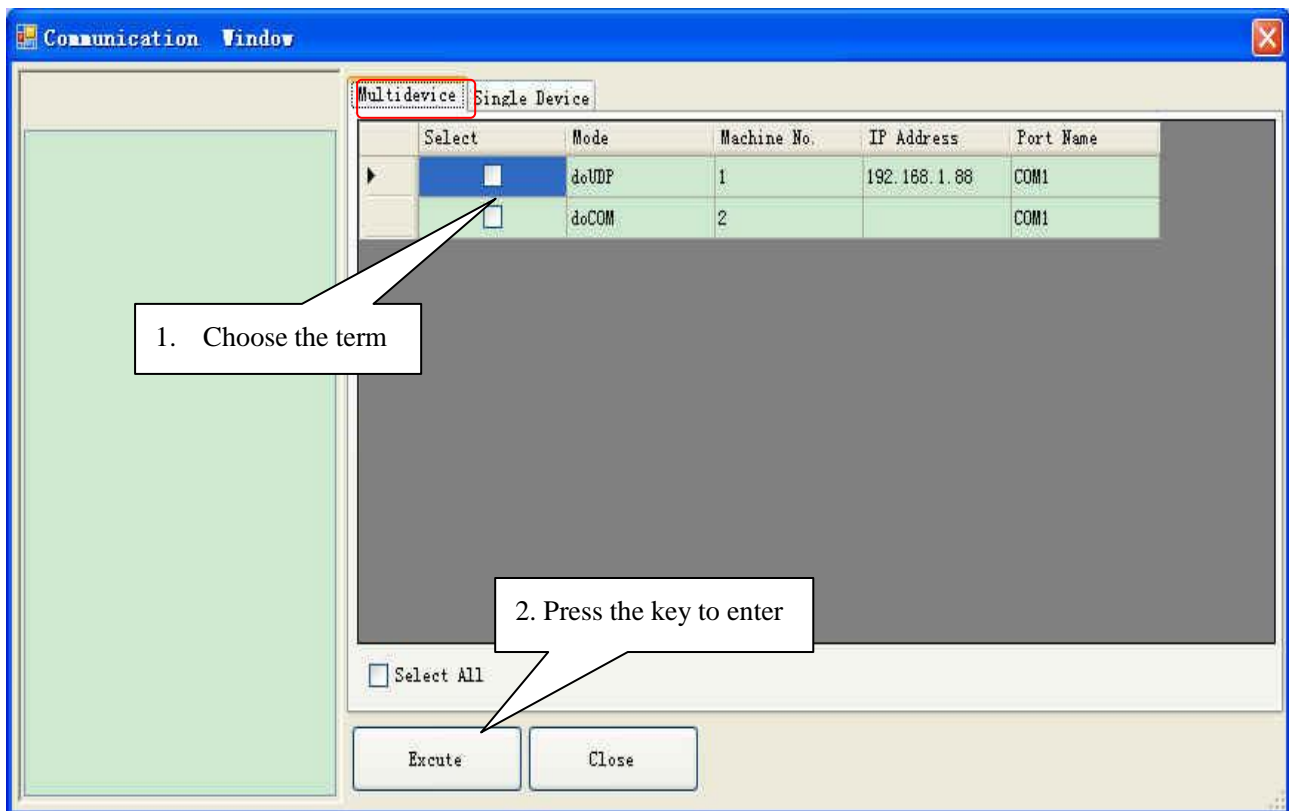 Communication Window
Multidevice Single Device
Select Mode Machine No. IP Address Port Name
doUDP 1 192.168.1.88 COM1
doCOM 2 COM1
1. Choose the term
2. Press the key to enter
Select All
Excute Close